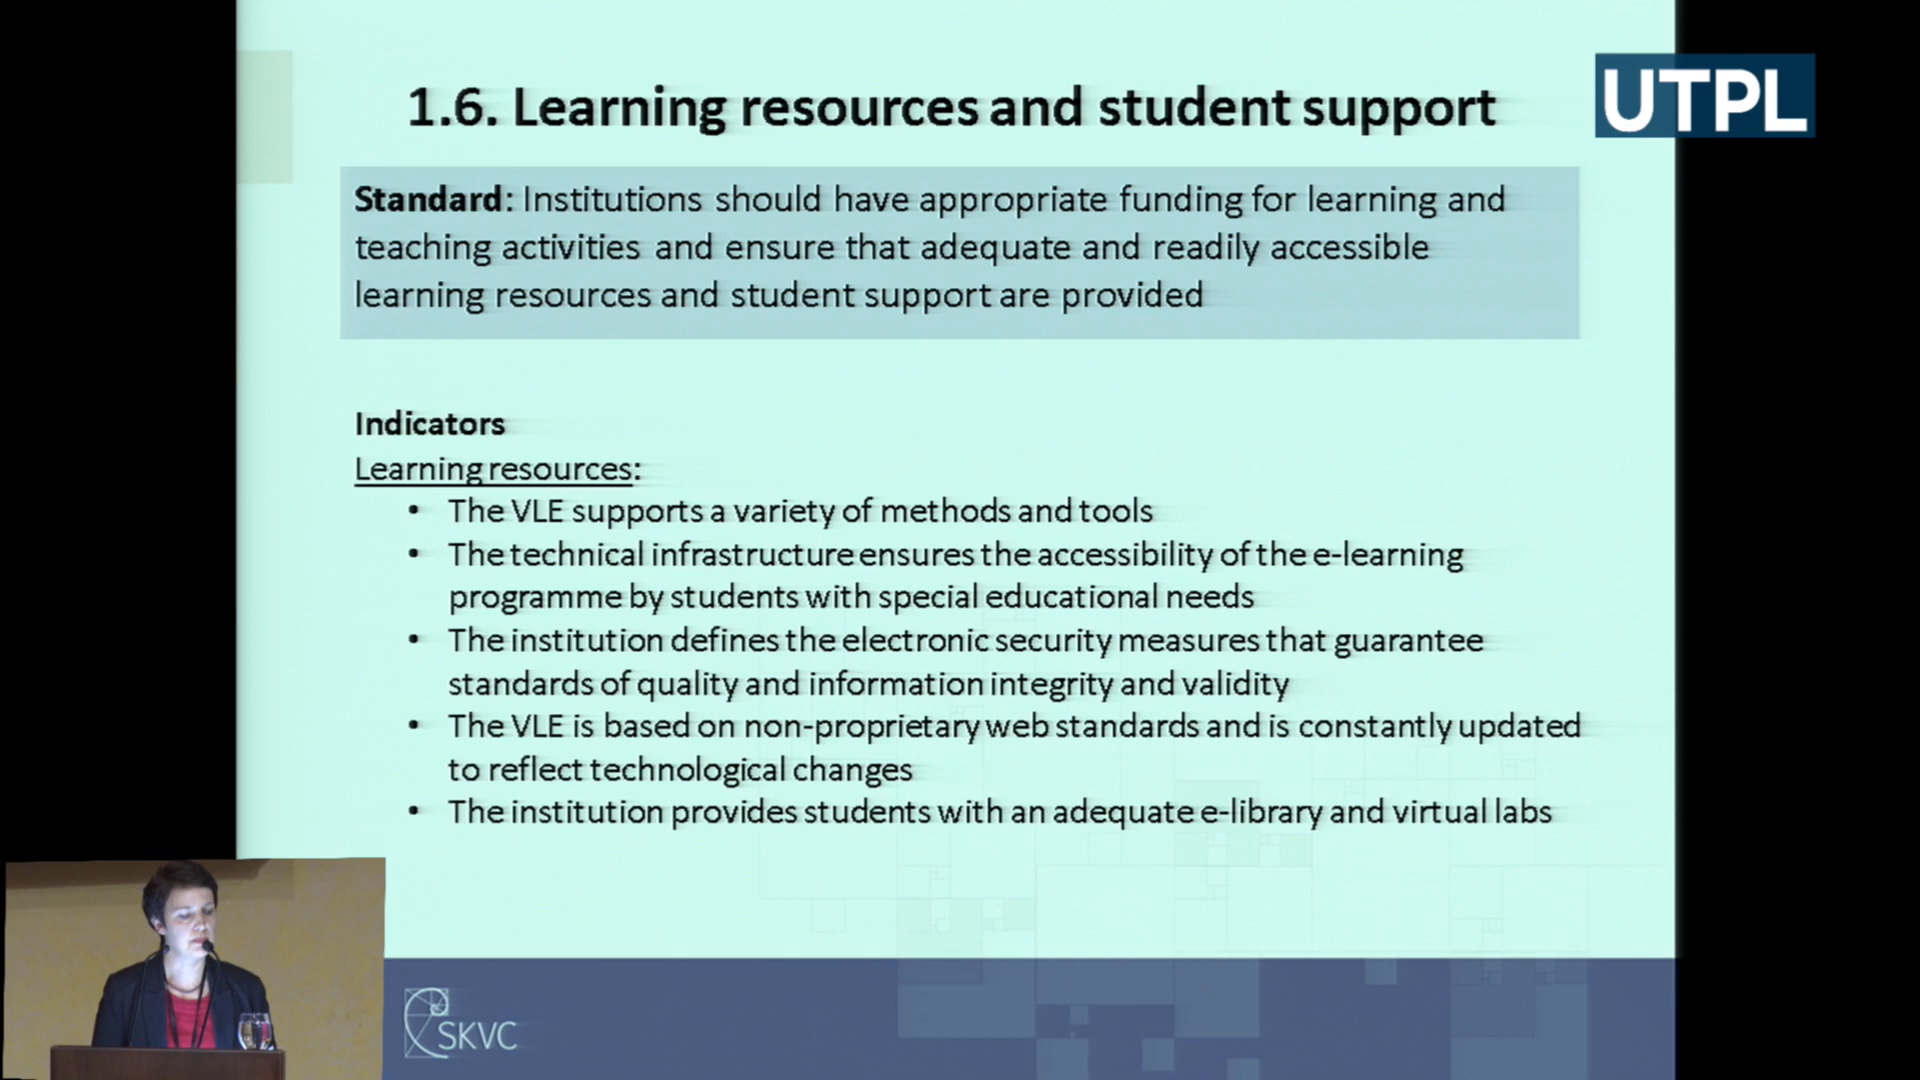 1.6. Learning resources and student support
UTPL
Standard: Institutions should have appropriate funding for learning and
teaching activities and ensure that adequate and readily accessible
learning resources and student support are provided
Indicators
Learning resources:
• The VLE supports a variety of methods and tools
• The technical infrastructure ensures the accessibility of the e-learning
programme by students with special educational needs
• The institution defines the electronic security measures that guarantee
standards of quality and information integrity and validity
• The VLE is based on non-proprietary web standards and is constantly updated
to reflect technological changes
• The institution provides students with an adequate e-library and virtual labs
SKVC